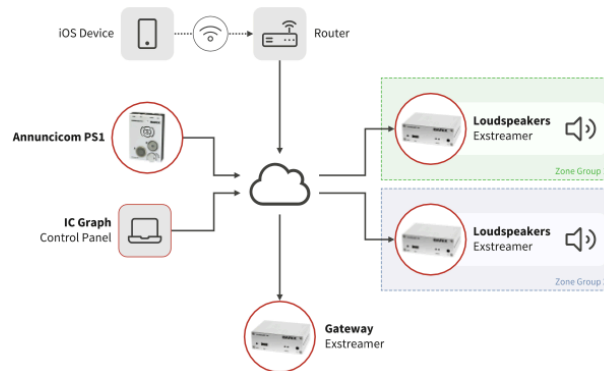 iOS Device
Router
Annuncicom PS1
Loudspeakers
Exstreamer
Zone Group
IC Graph
Control Panel
Loudspeakers
Exstreamer
Zone Group
Gateway
Exstreamer